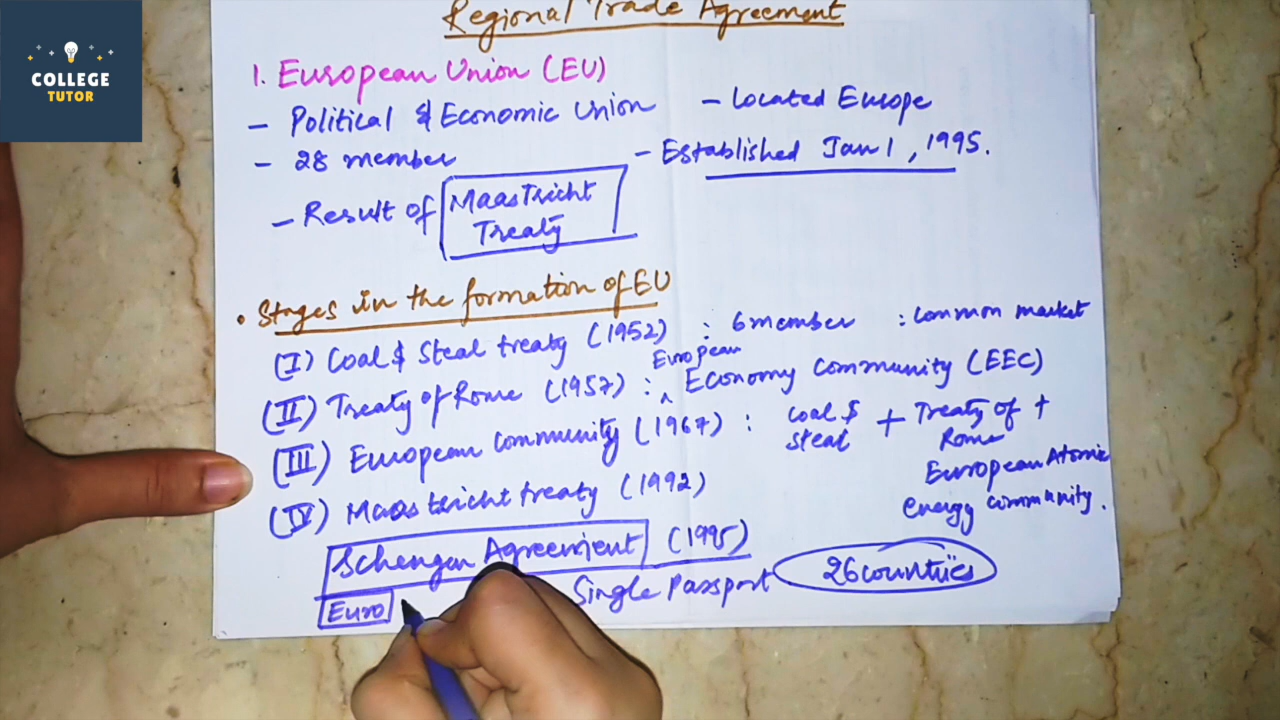 COLLEGE
TUTOR
Regional Trade Agreement
1. European Union (EU)
- Political & Economic Union - Located Europe
- 28 member - Established Jan 1, 1995.
- Result of Maastricht
Treaty
• Stages in the formation of EU
(I) Coal & Steal treaty (1952) : 6 member : Common market
(II) Treaty of Rome (1957) : European Economy Community (EEC)
(III) European Community (1967) : Coal & Steal + Treaty of Rome + European Atomic energy community.
(IV) Maastricht treaty (1992)
Schengen Agreement (1995)
Single Passport 26 countries
Euro